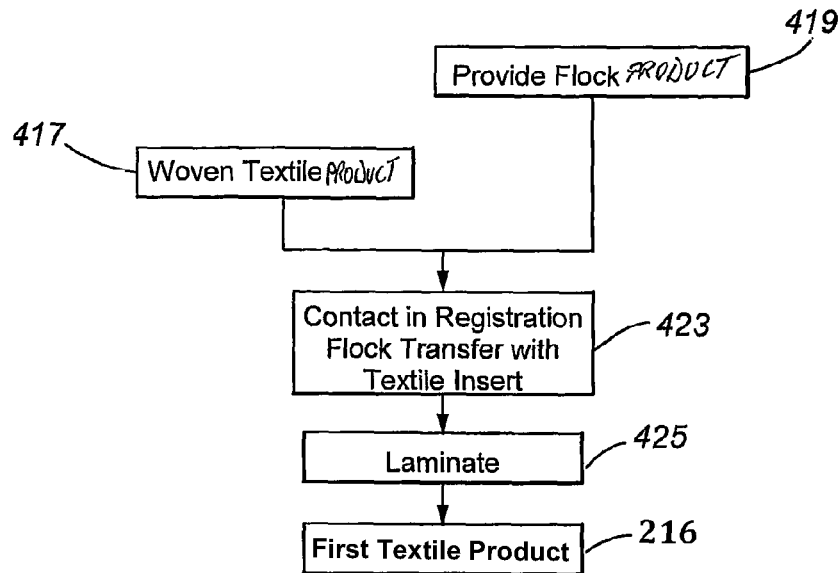 419
Provide Flock PRODUCT
417
Woven Textile PRODUCT
Contact in Registration
Flock Transfer with
Textile Insert
423
Laminate
425
First Textile Product
216